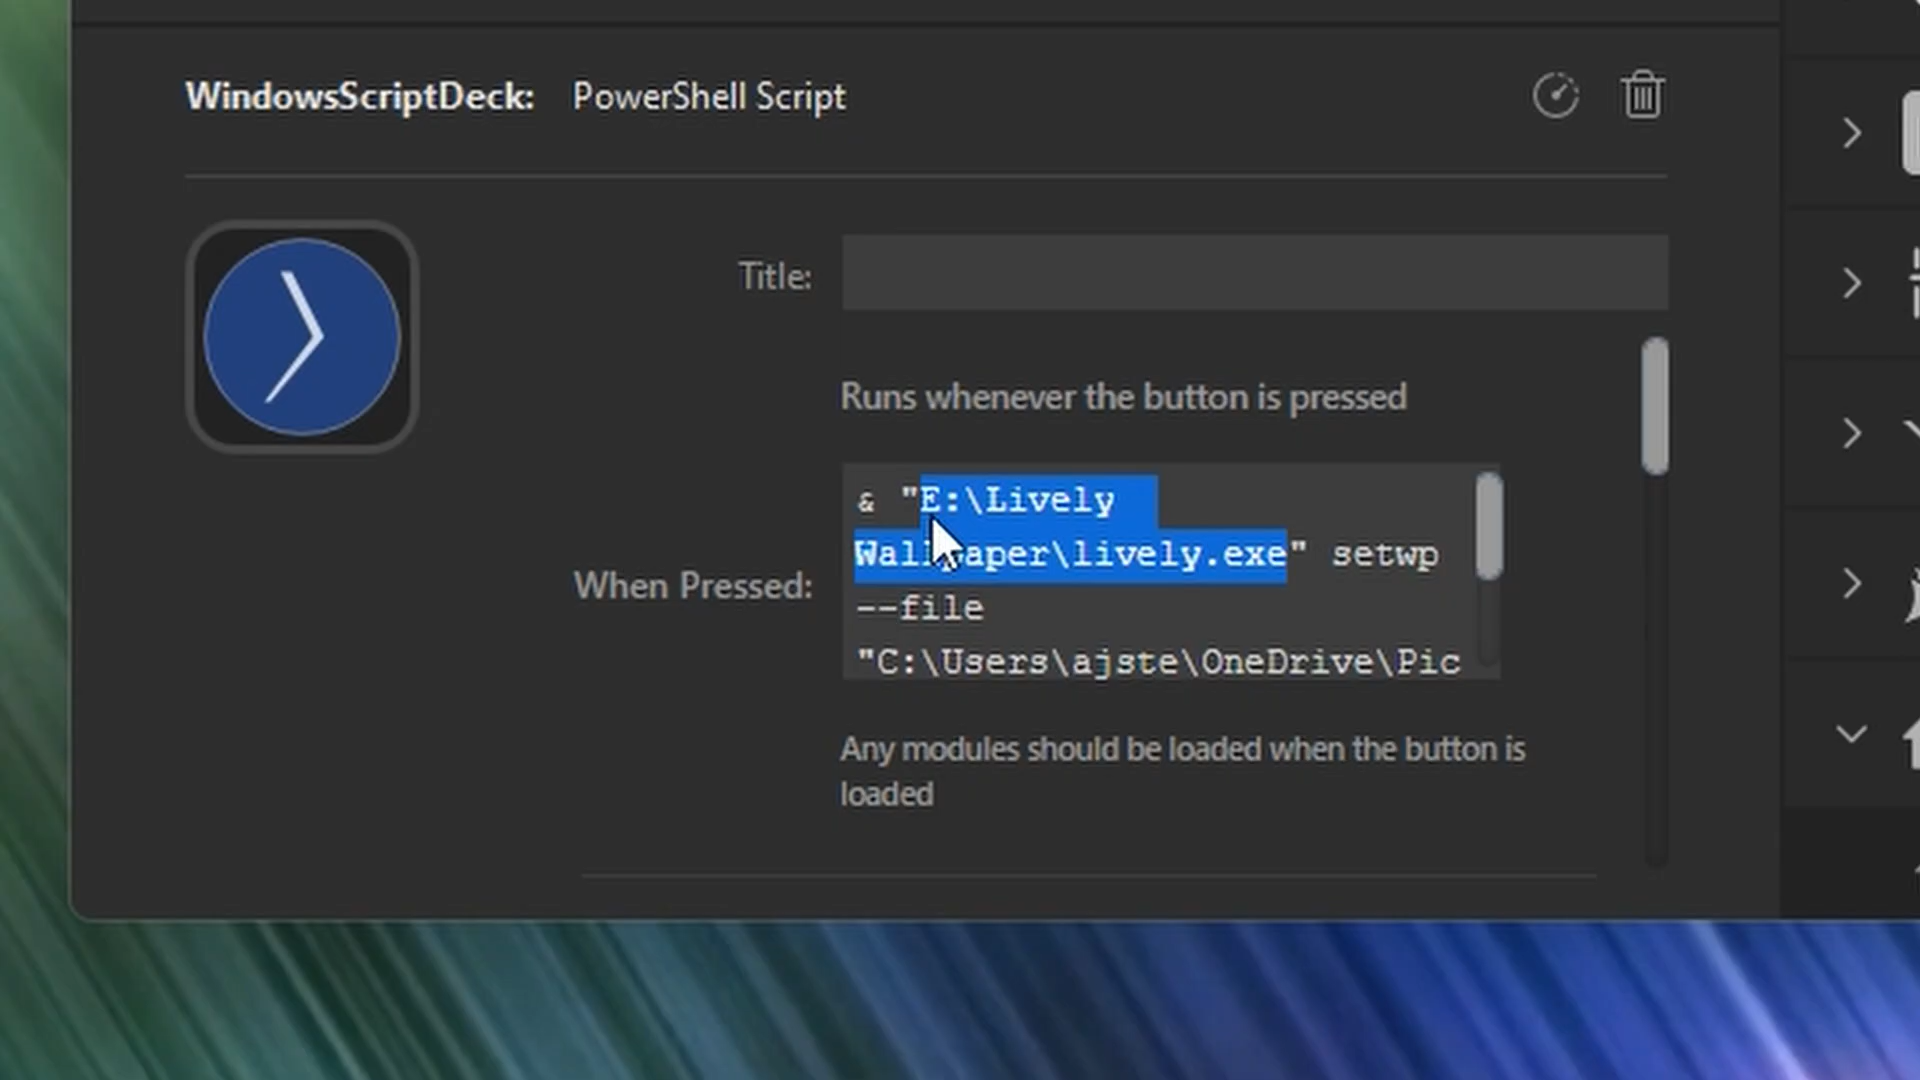 WindowsScriptDeck: PowerShell Script
Title:
Runs whenever the button is pressed
When Pressed:
& "E:\Lively
Wallpaper\lively.exe" setwp
--file
"C:\Users\ajste\OneDrive\Pic
Any modules should be loaded when the button is
loaded